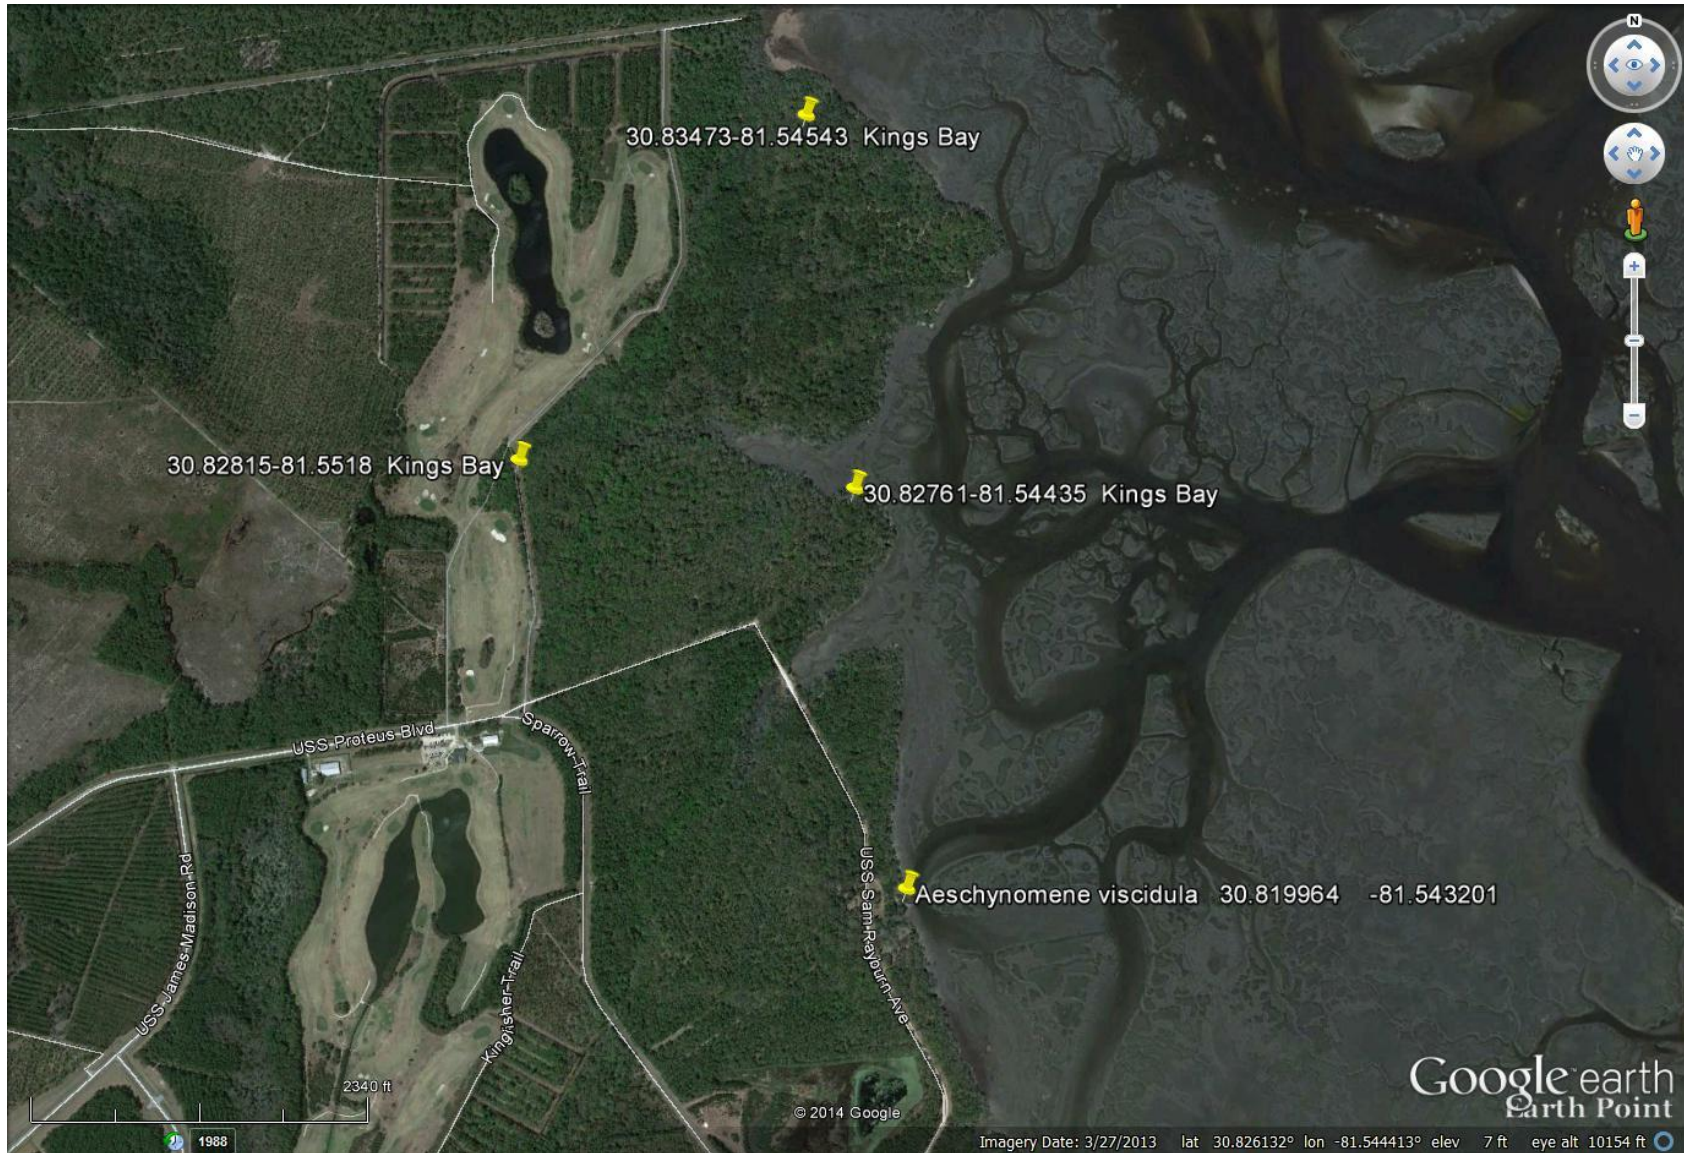 N
30.83473-81.54543  Kings Bay
30.82815-81.5518  Kings Bay
30.82761-81.54435  Kings Bay
USS Proteus Blvd
Sparrow-Trail
USS-James-Madison-Rd
Kingfisher-Trail
USS-Sam-Rayburn-Ave
Aeschynomene viscidula   30.819964   -81.543201
2340 ft
Google earth
Earth Point
© 2014 Google
1988
Imagery Date: 3/27/2013   lat  30.826132°  lon  -81.544413°  elev   7 ft   eye alt  10154 ft